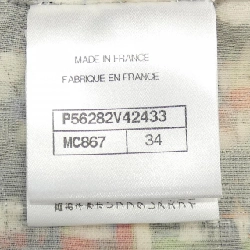 MADE IN FRANCE
FABRIQUE EN FRANCE
P56282V42433
MC867 34